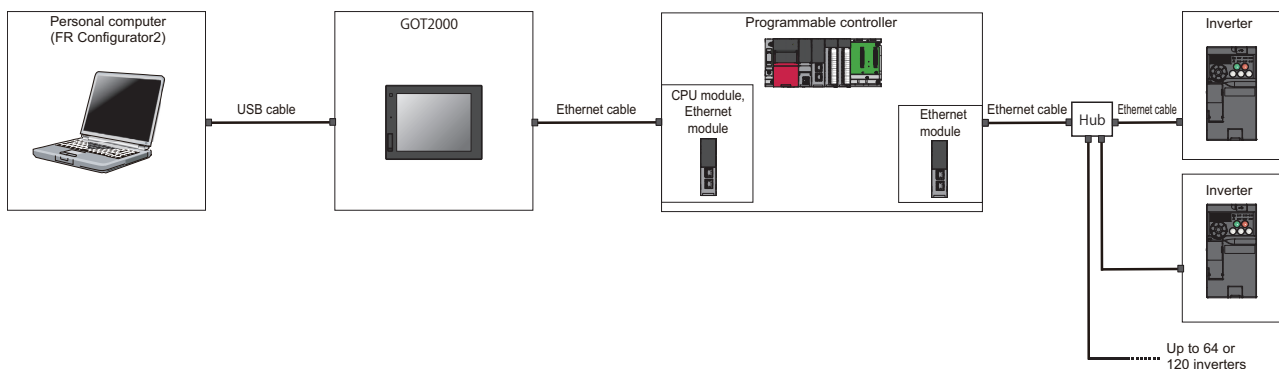 Personal computer
(FR Configurator2)
USB cable
GOT2000
Ethernet cable
Programmable controller
CPU module,
Ethernet
module
Ethernet
module
Ethernet cable
Hub
Ethernet cable
Inverter
Inverter
Up to 64 or
120 inverters